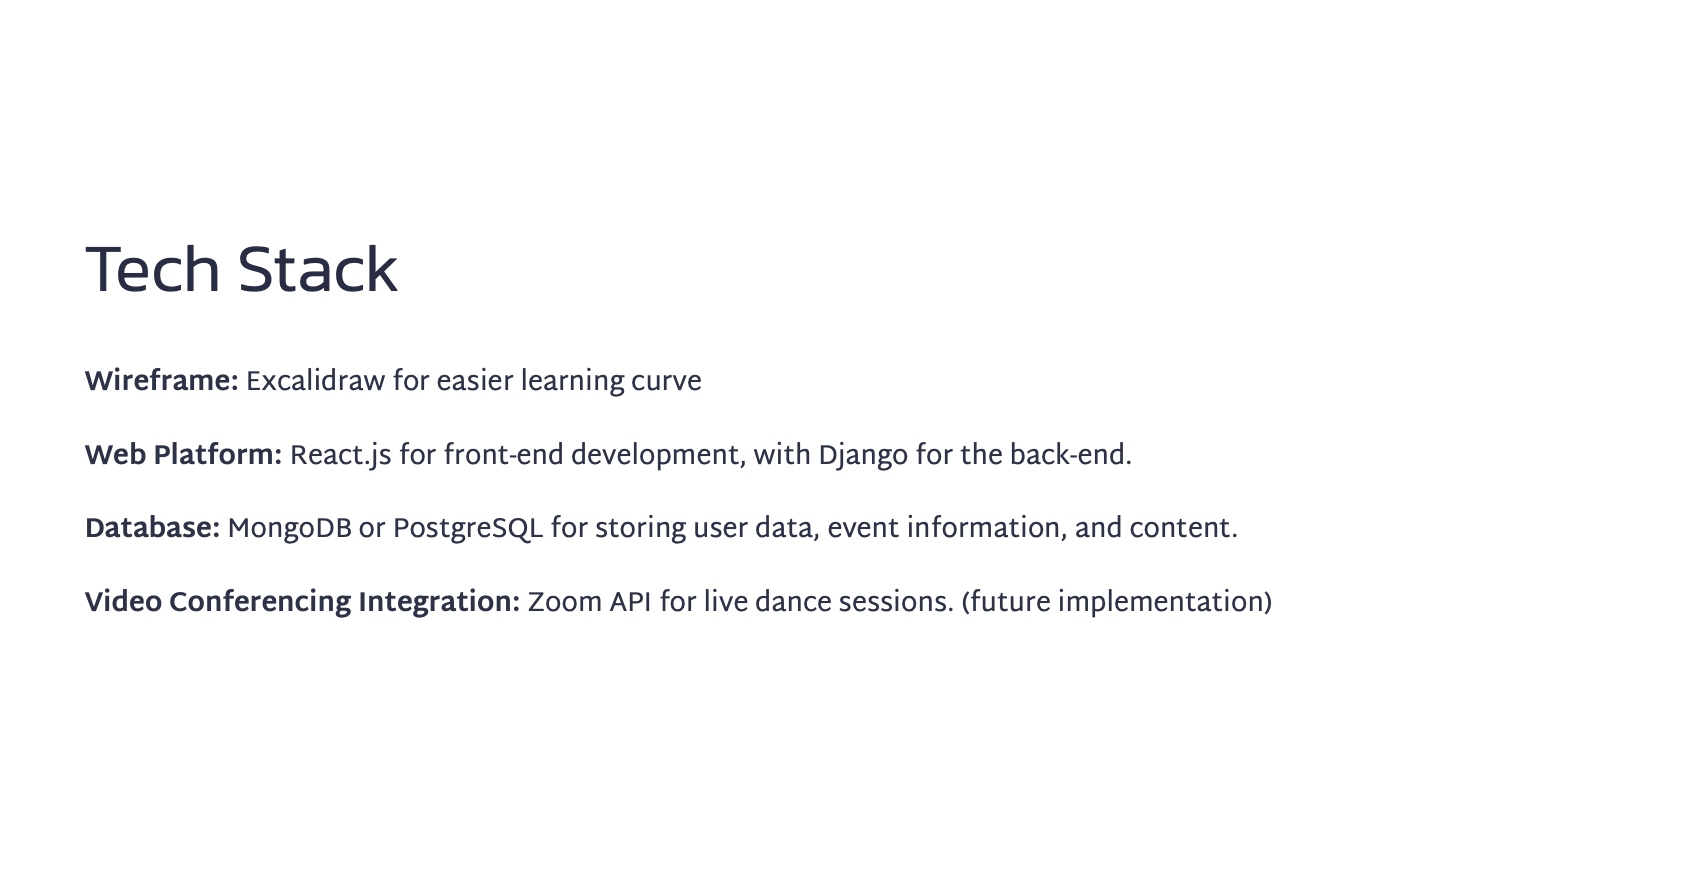 Tech Stack
Wireframe: Excalidraw for easier learning curve
Web Platform: React.js for front-end development, with Django for the back-end.
Database: MongoDB or PostgreSQL for storing user data, event information, and content.
Video Conferencing Integration: Zoom API for live dance sessions. (future implementation)